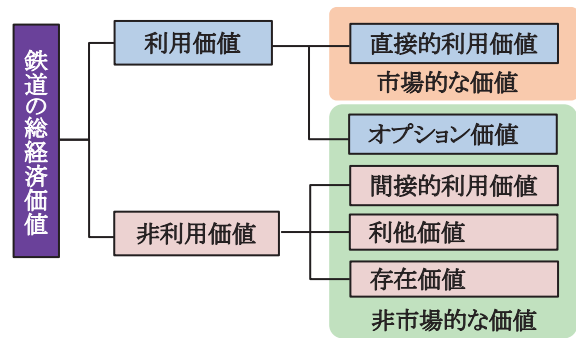 鉄道の総経済価値
利用価値
直接的利用価値
市場的な価値
オプション価値
非利用価値
間接的利用価値
利他価値
存在価値
非市場的な価値